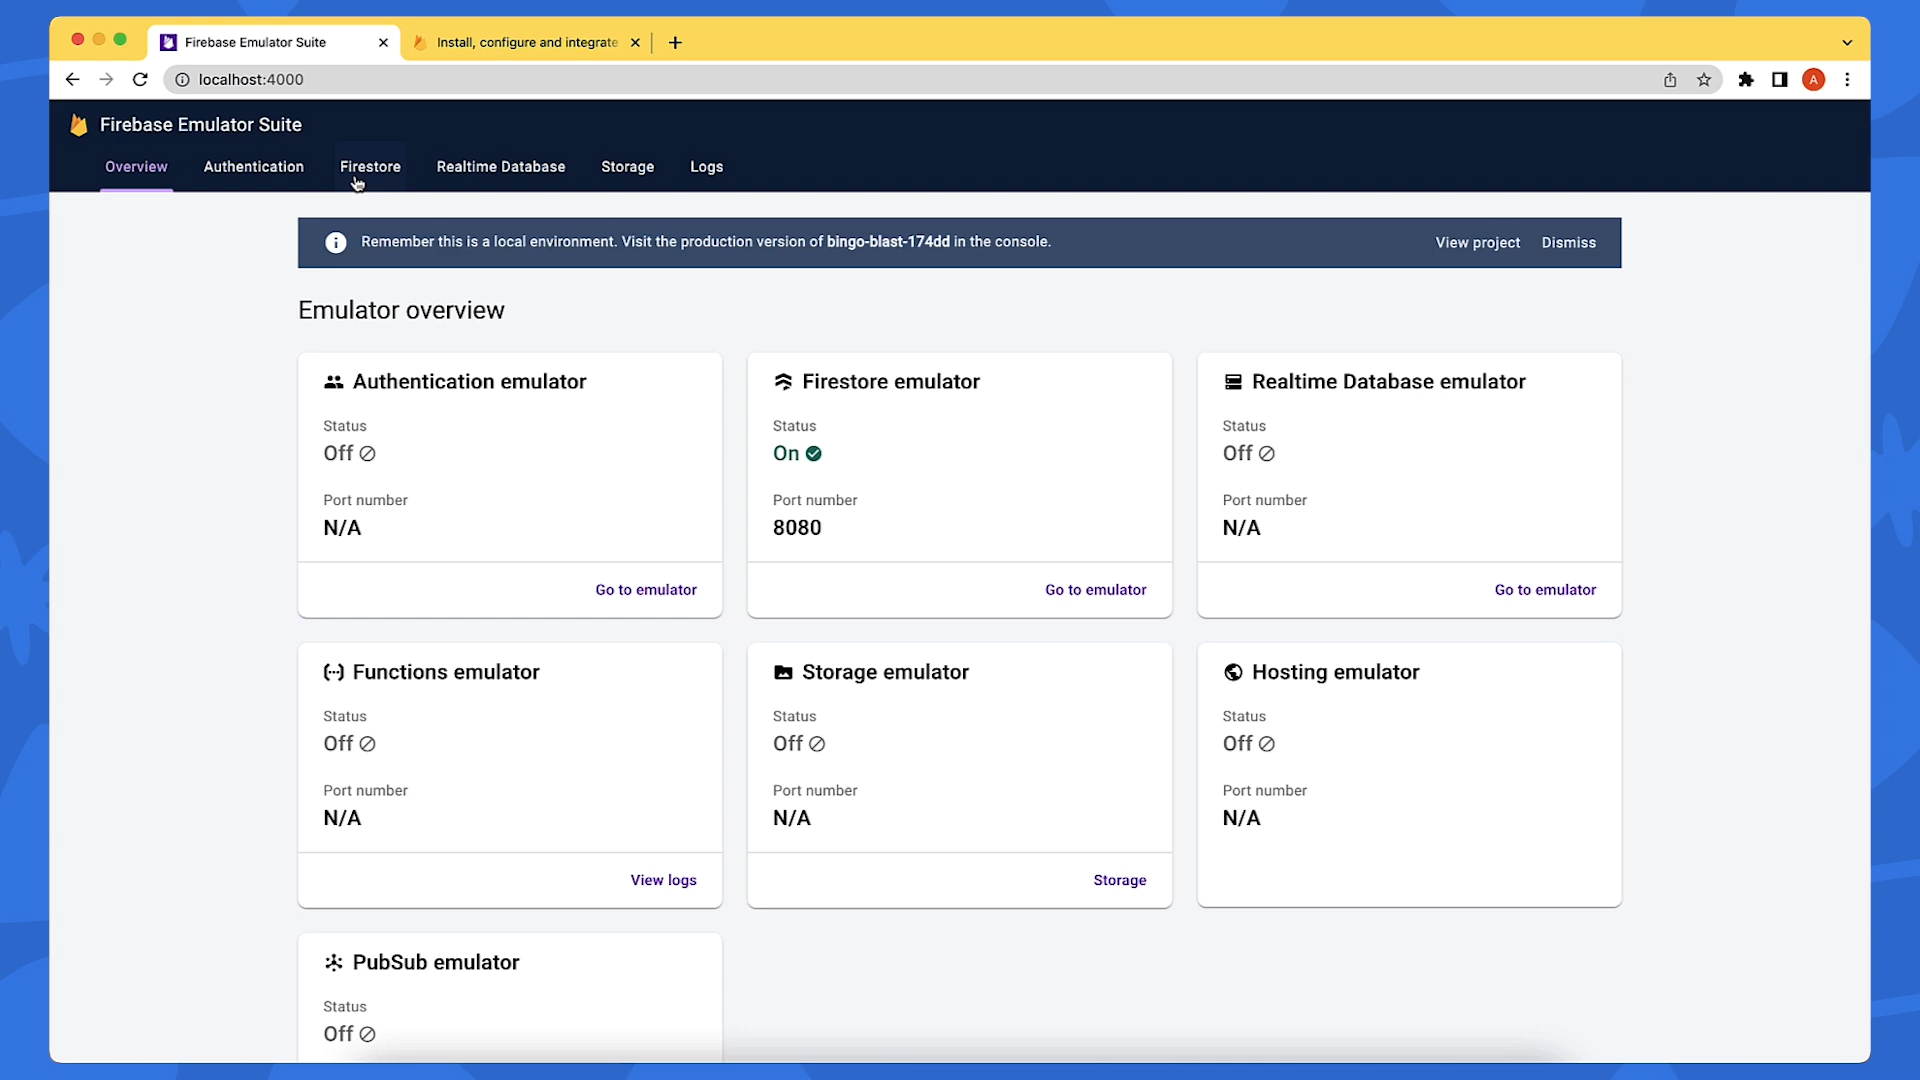 Firebase Emulator Suite
Install, configure and integrate
localhost:4000
A
Firebase Emulator Suite
Overview Authentication Firestore Realtime Database Storage Logs
Remember this is a local environment. Visit the production version of bingo-blast-174dd in the console. View project Dismiss
Emulator overview
Authentication emulator
Status
Off
Port number
N/A
Go to emulator
Firestore emulator
Status
On
Port number
8080
Go to emulator
Realtime Database emulator
Status
Off
Port number
N/A
Go to emulator
Functions emulator
Status
Off
Port number
N/A
View logs
Storage emulator
Status
Off
Port number
N/A
Storage
Hosting emulator
Status
Off
Port number
N/A
PubSub emulator
Status
Off